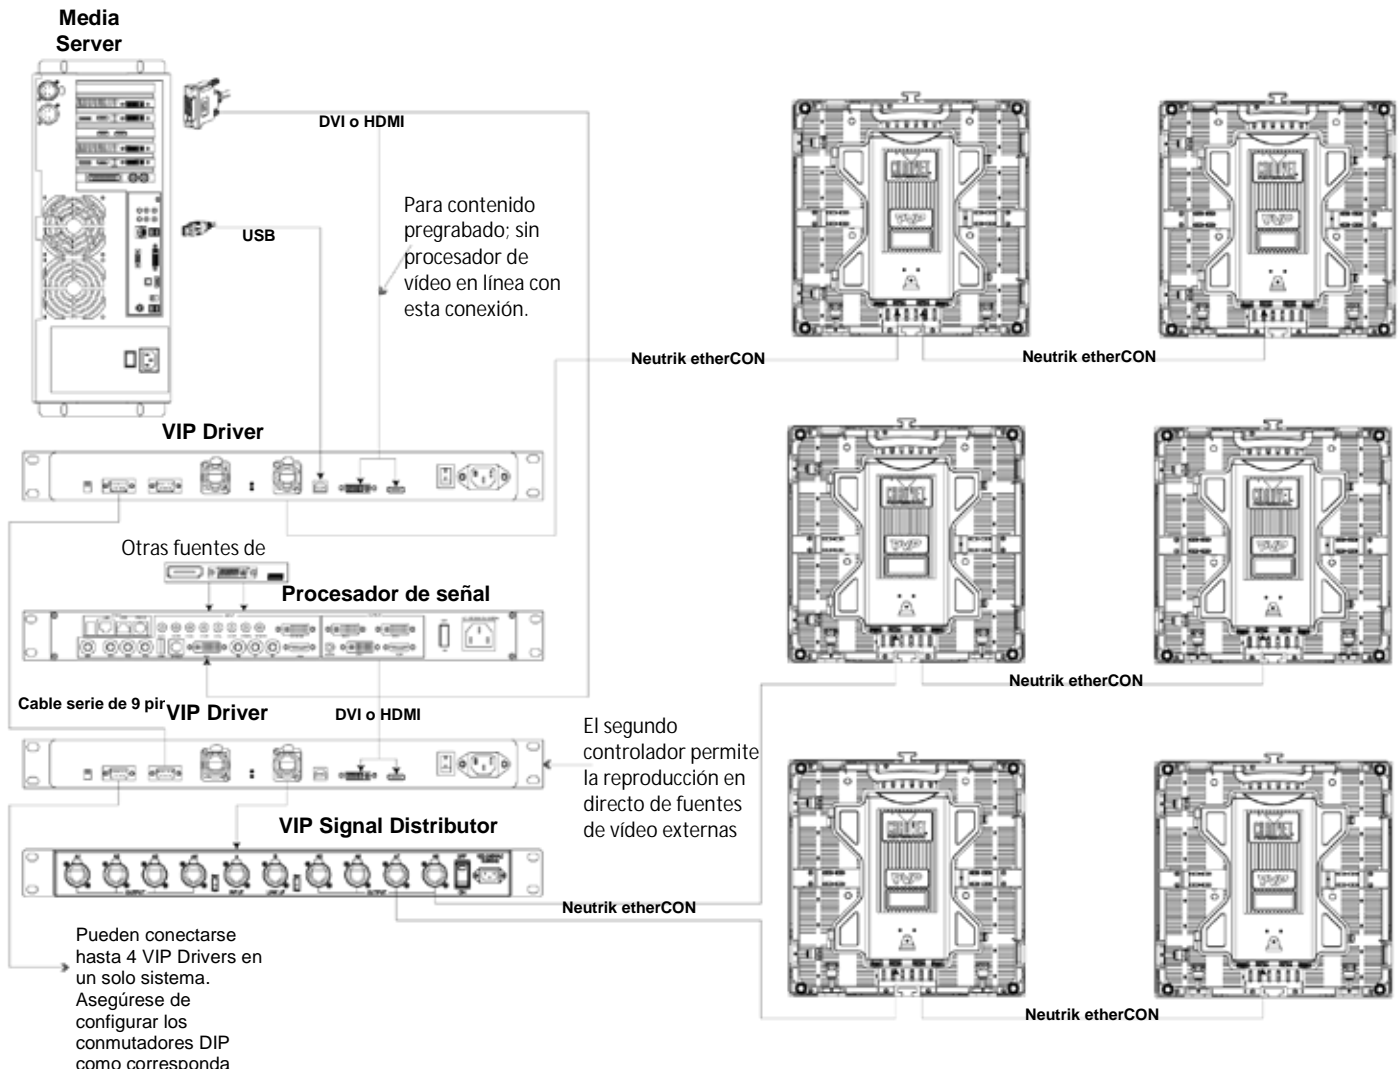 Media
Server
DVI o HDMI
Para contenido
pregrabado; sin
procesador de
vídeo en línea con
esta conexión.
USB
Neutrik etherCON
Neutrik etherCON
VIP Driver
Otras fuentes de
Procesador de señal
Cable serie de 9 pir
VIP Driver
DVI o HDMI
El segundo
controlador permite
la reproducción en
directo de fuentes
de vídeo externas
Neutrik etherCON
VIP Signal Distributor
Neutrik etherCON
Pueden conectarse
hasta 4 VIP Drivers en
un solo sistema.
Asegúrese de
configurar los
conmutadores DIP
como corresponda
Neutrik etherCON